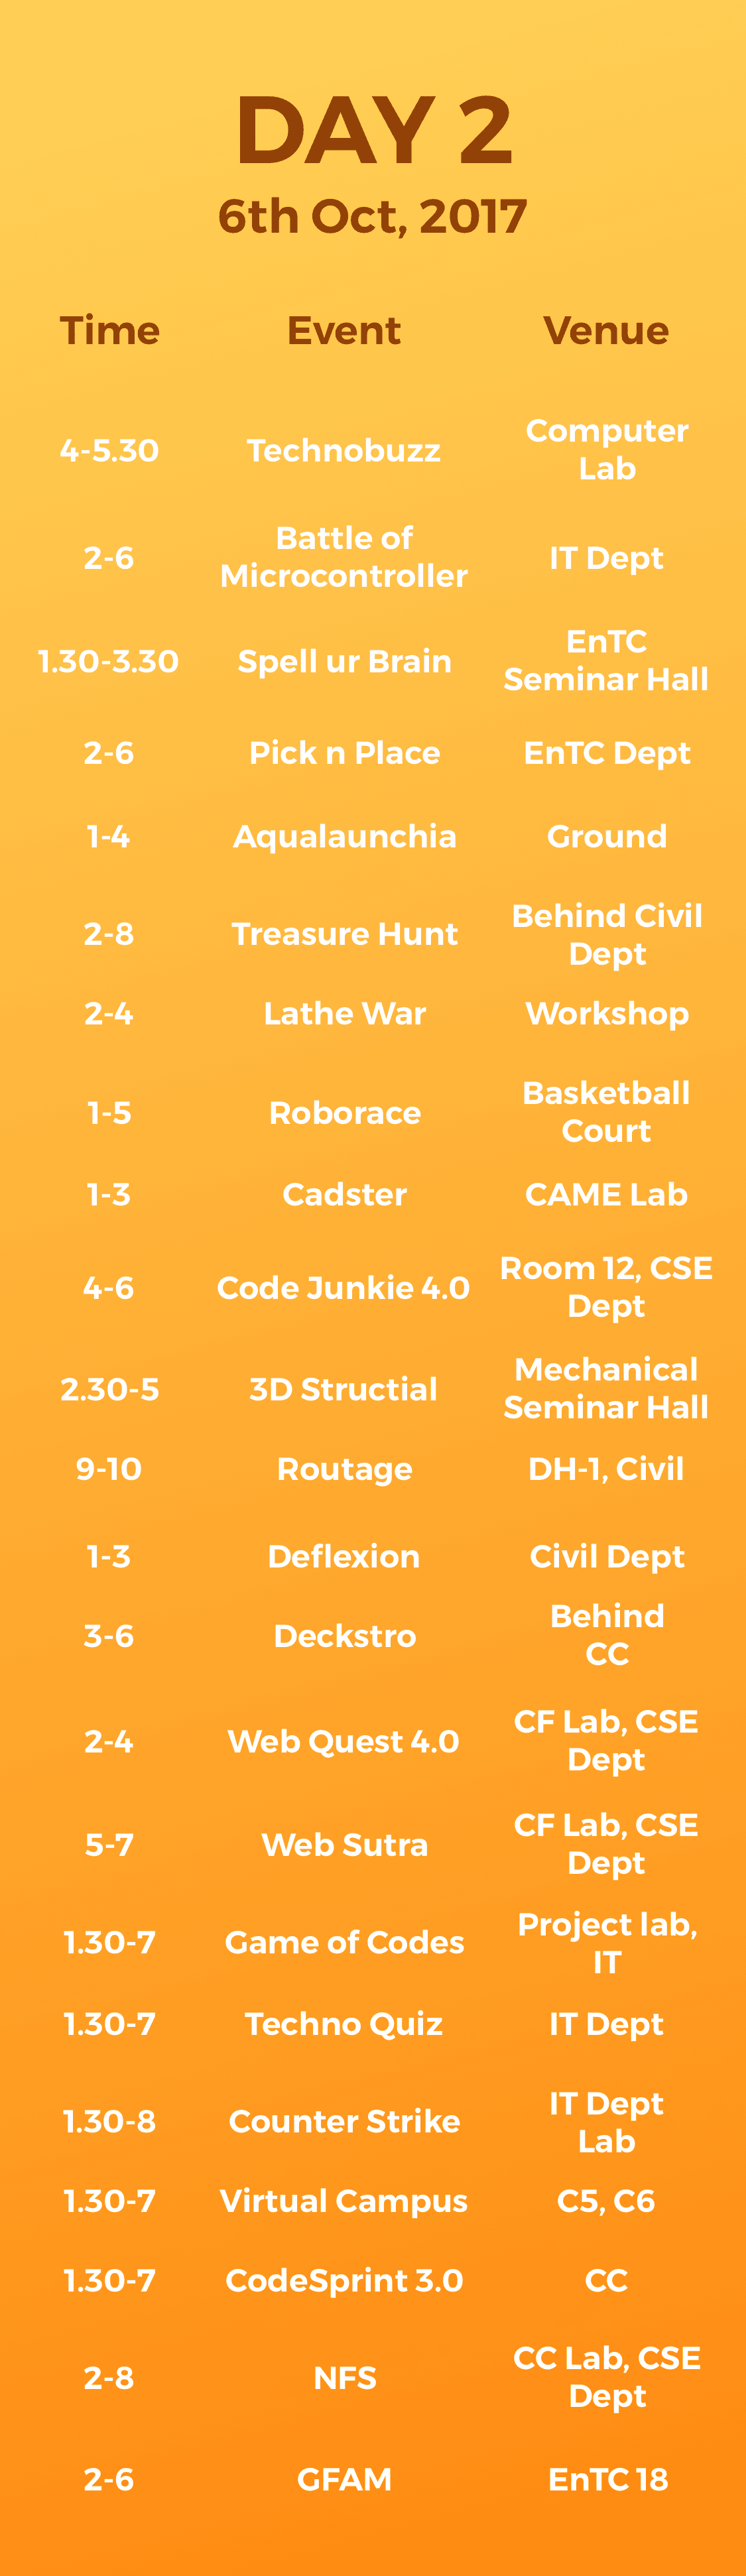 DAY 2
6th Oct, 2017
Time Event Venue
4-5.30 Technobuzz Computer
Lab
2-6 Battle of
Microcontroller IT Dept
1.30-3.30 Spell ur Brain EnTC
Seminar Hall
2-6 Pick n Place EnTC Dept
1-4 Aqualaunchia Ground
2-8 Treasure Hunt Behind Civil
Dept
2-4 Lathe War Workshop
1-5 Roborace Basketball
Court
1-3 Cadster CAME Lab
4-6 Code Junkie 4.0 Room 12, CSE
Dept
2.30-5 3D Structial Mechanical
Seminar Hall
9-10 Routage DH-1, Civil
1-3 Deflexion Civil Dept
3-6 Deckstro Behind
CC
2-4 Web Quest 4.0 CF Lab, CSE
Dept
5-7 Web Sutra CF Lab, CSE
Dept
1.30-7 Game of Codes Project lab,
IT
1.30-7 Techno Quiz IT Dept
1.30-8 Counter Strike IT Dept
Lab
1.30-7 Virtual Campus C5, C6
1.30-7 CodeSprint 3.0 CC
2-8 NFS CC Lab, CSE
Dept
2-6 GFAM EnTC 18